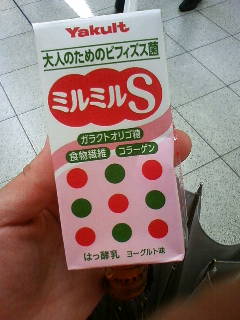 Yakult
大人のためのビフィズス菌
ミルミルS
ガラクトオリゴ糖
食物繊維 コラーゲン
はっ酵乳 ヨーグルト味